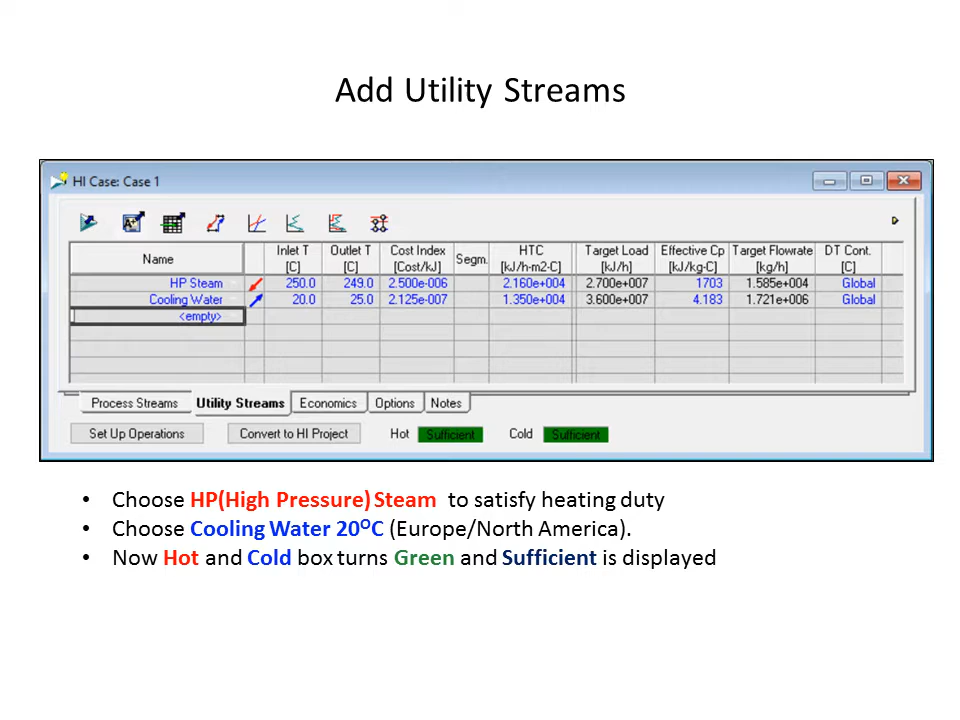 Add Utility Streams
HI Case: Case 1
Name Inlet T [C] Outlet T [C] Cost Index [Cost/kJ] Segm. HTC [kJ/h-m2-C] Target Load [kJ/h] Effective Cp [kJ/kg-C] Target Flowrate [kg/h] DT Cont. [C]
HP Steam 250.0 249.0 2.500e-006 2.160e+004 2.700e+007 1703 1.585e+004 Global
Cooling Water 20.0 25.0 2.125e-007 1.350e+004 3.600e+007 4.183 1.721e+006 Global
<empty>
Process Streams Utility Streams Economics Options Notes
Set Up Operations Convert to HI Project Hot Sufficient Cold Sufficient
• Choose HP(High Pressure) Steam to satisfy heating duty
• Choose Cooling Water 20ᴼC (Europe/North America).
• Now Hot and Cold box turns Green and Sufficient is displayed